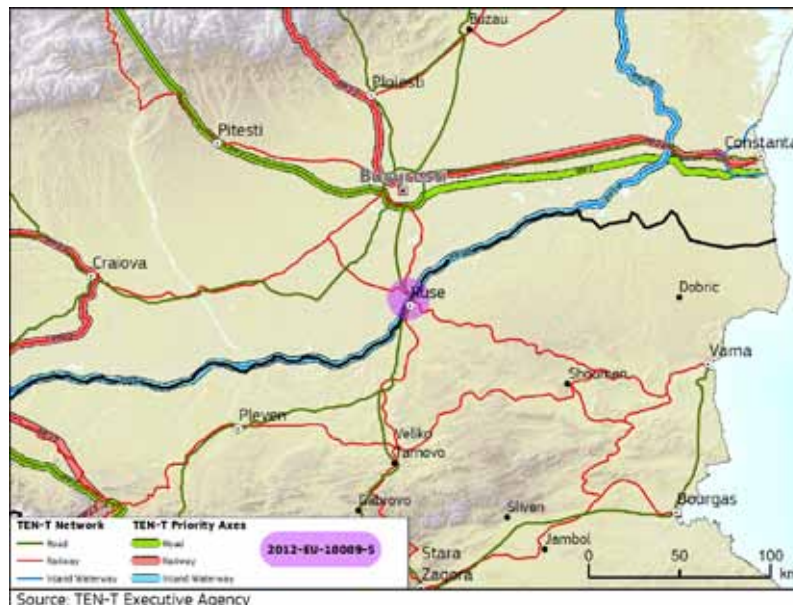 Buzau
Ploiesti
Pitesti
Constanta
Craiova
Ruse
Dobric
Varna
Shoumen
Pleven
Veliko
Tarnovo
Gabrovo
Sliven
Bourgas
Jambol
Stara
Zagora
TEN-T Network
Road
Railway
Inland Waterway
TEN-T Priority Axes
Road
Railway
Inland Waterway
2012-EU-18089-S
0 50 100
km
Source: TEN-T Executive Agency